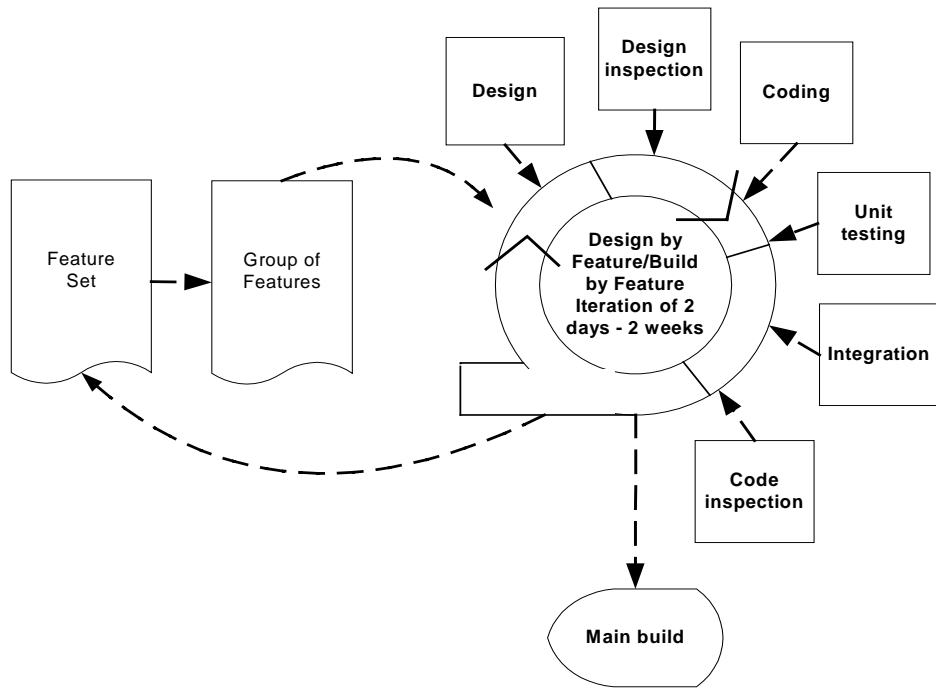 Feature
Set
Group of
Features
Design
Design
inspection
Coding
Unit
testing
Integration
Code
inspection
Design by
Feature/Build
by Feature
Iteration of 2
days - 2 weeks
Main build